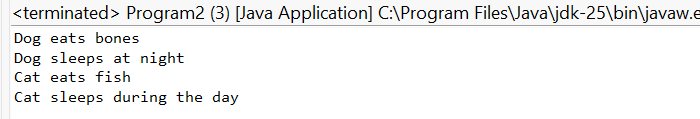 <terminated> Program2 (3) [Java Application] C:\Program Files\Java\jdk-25\bin\javaw.e
Dog eats bones
Dog sleeps at night
Cat eats fish
Cat sleeps during the day